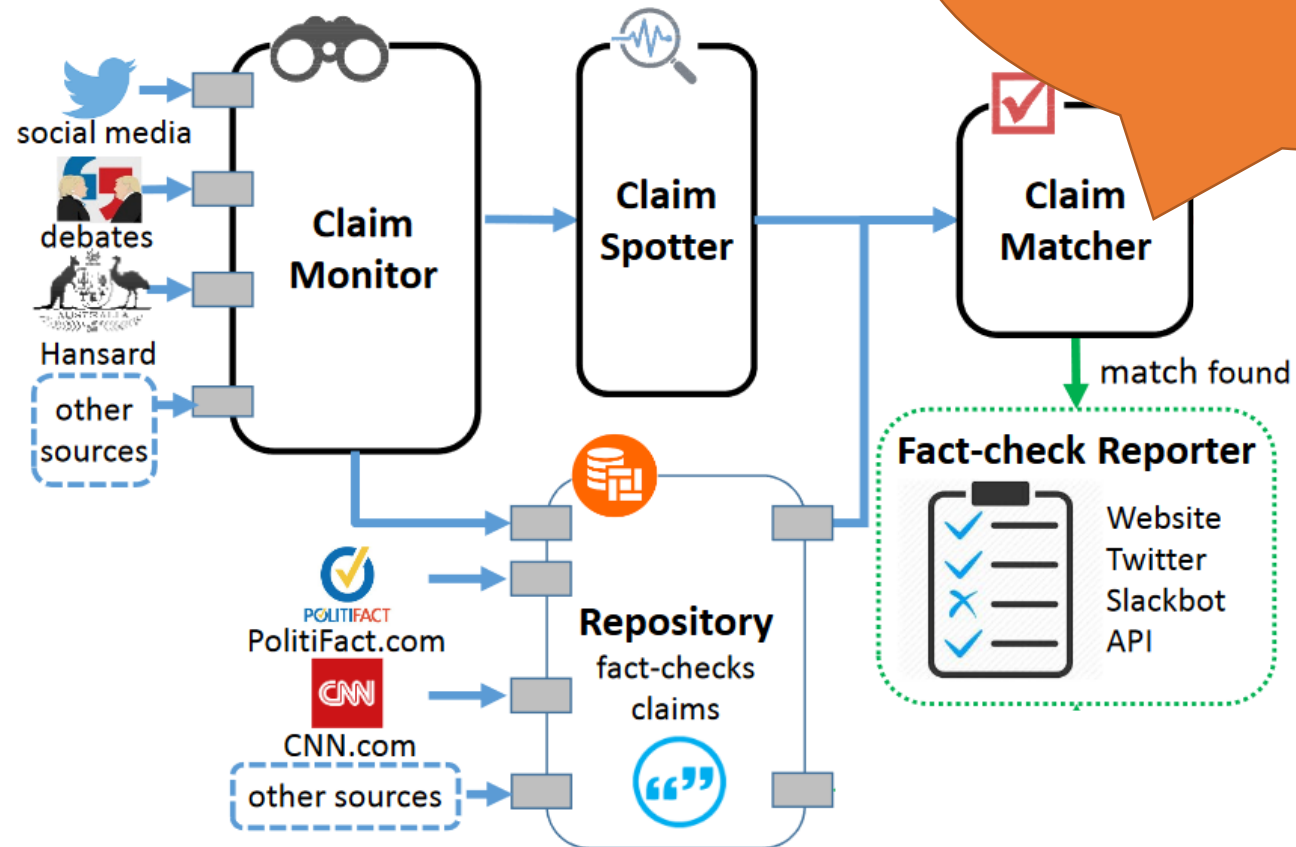 social media
debates
AUSTRALIA
Hansard
other
sources
Claim
Monitor
Claim
Spotter
Claim
Matcher
match found
Fact-check Reporter
Website
Twitter
Slackbot
API
POLITIFACT
PolitiFact.com
CNN
CNN.com
other sources
Repository
fact-checks
claims